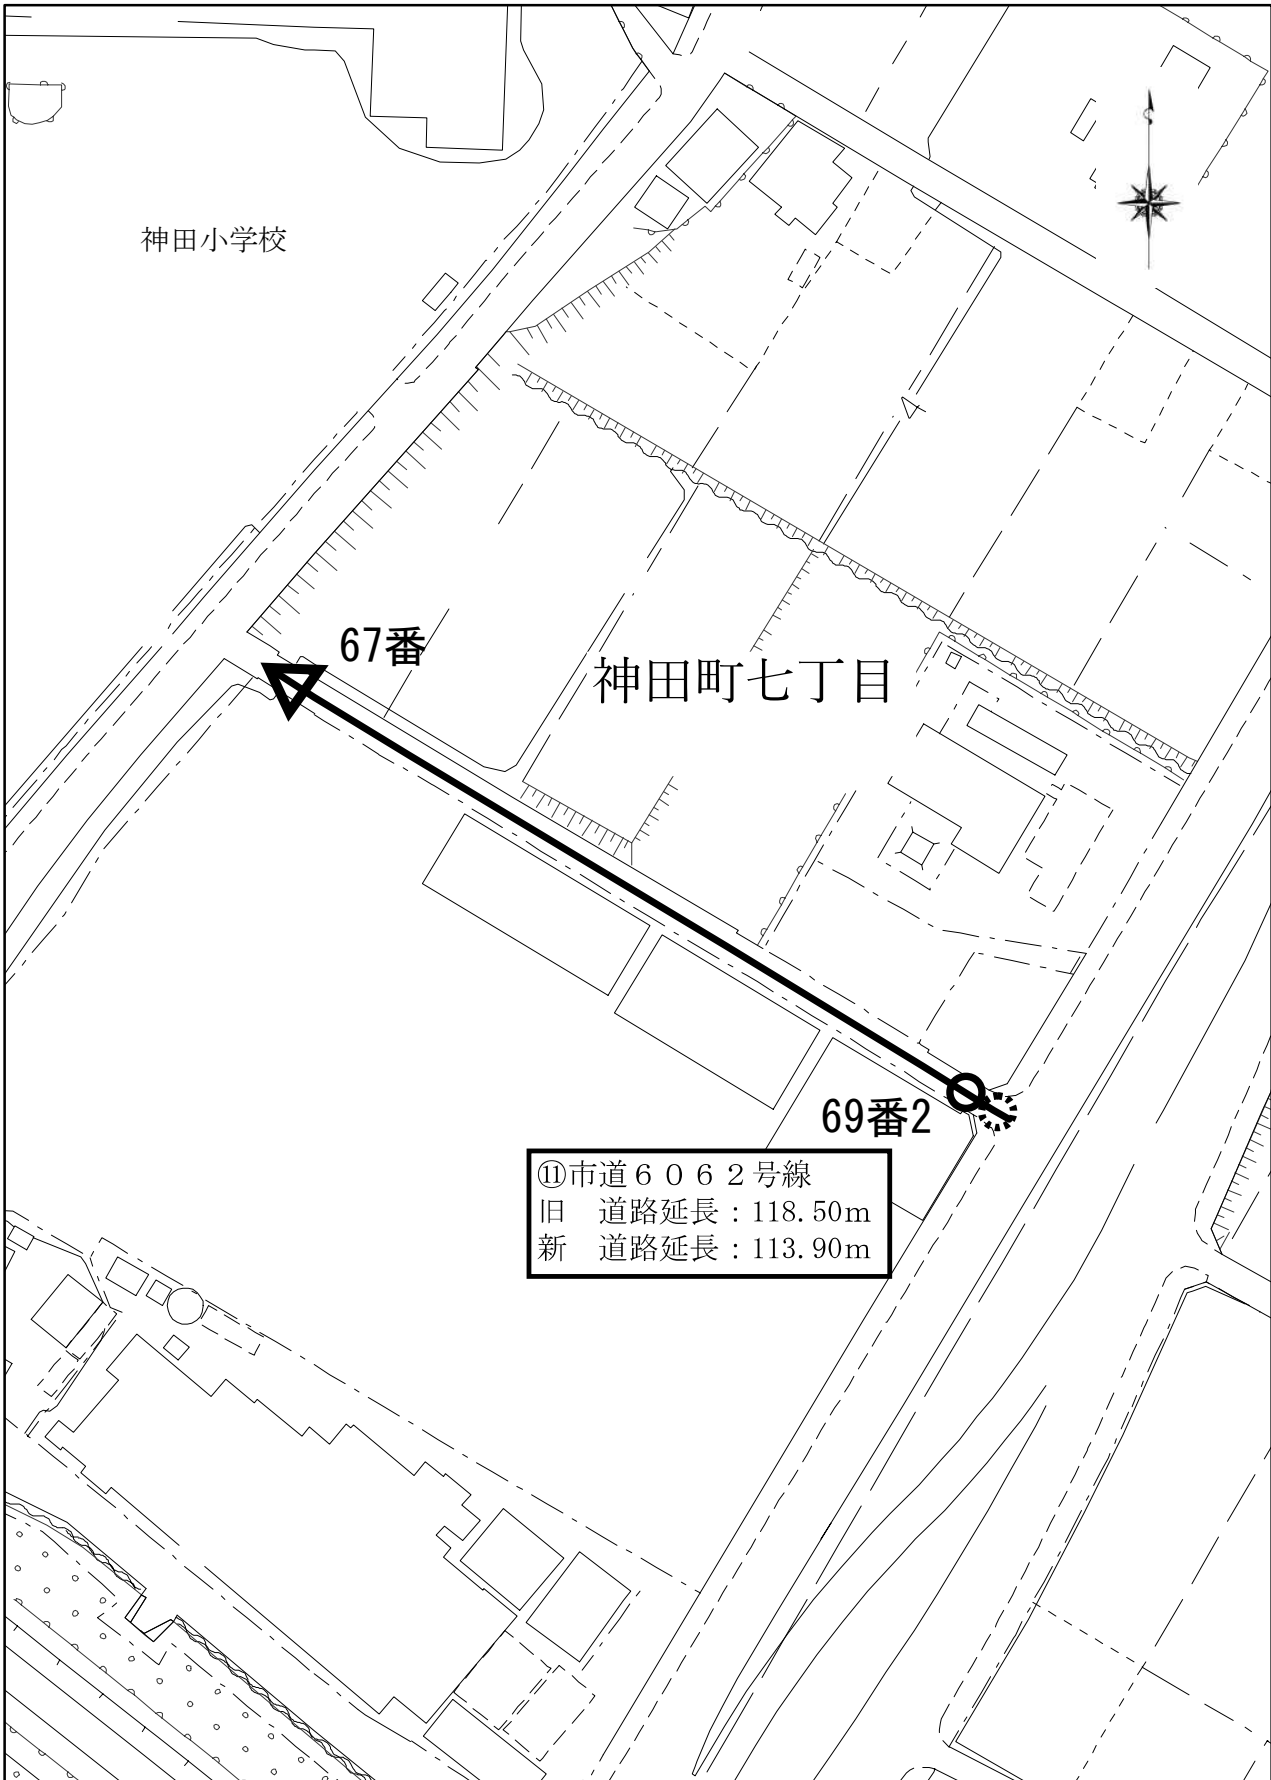 神田小学校
67番
神田町七丁目
69番2
⑪市道６０６２号線
旧　道路延長：118.50m
新　道路延長：113.90m